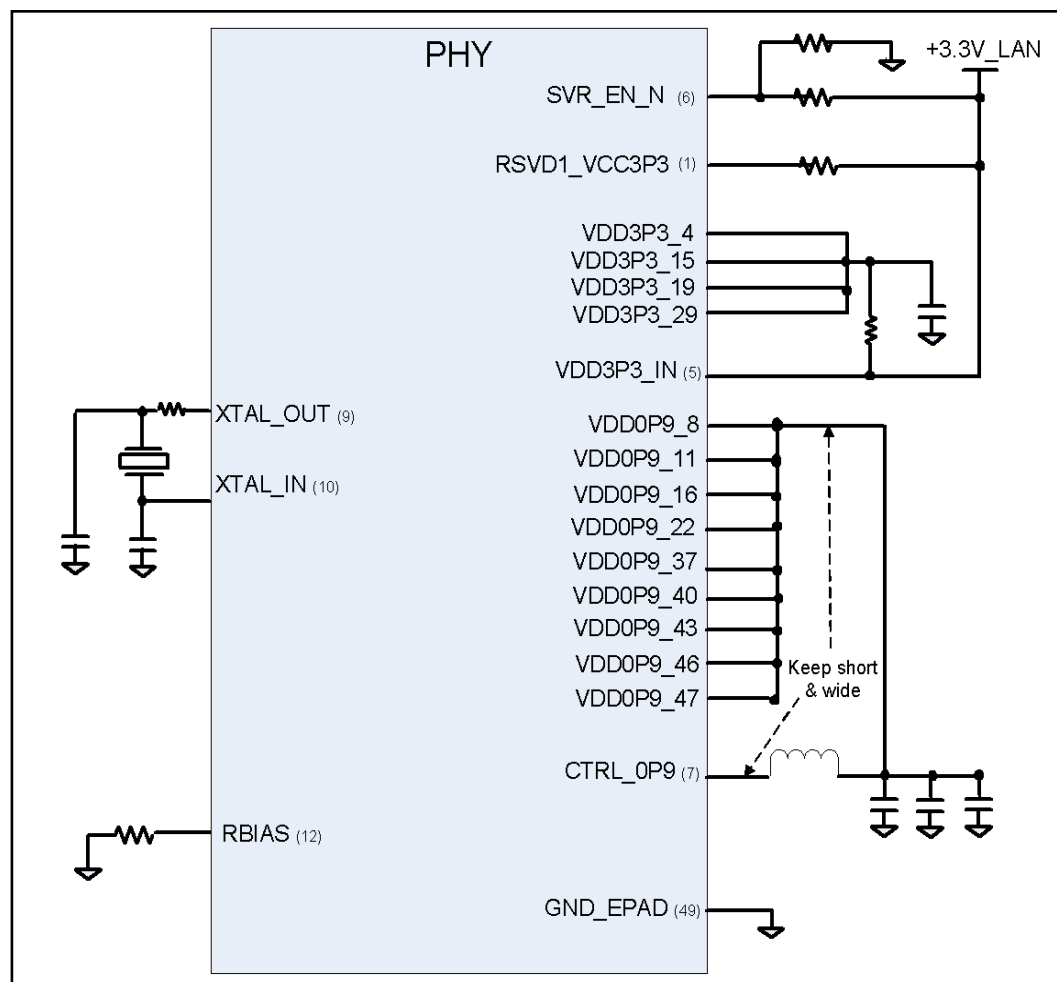 PHY
+3.3V_LAN
SVR_EN_N (6)
RSVD1_VCC3P3 (1)
VDD3P3_4
VDD3P3_15
VDD3P3_19
VDD3P3_29
VDD3P3_IN (5)
XTAL_OUT (9)
XTAL_IN (10)
VDD0P9_8
VDD0P9_11
VDD0P9_16
VDD0P9_22
VDD0P9_37
VDD0P9_40
VDD0P9_43
VDD0P9_46
VDD0P9_47
Keep short
& wide
CTRL_0P9 (7)
RBIAS (12)
GND_EPAD (49)